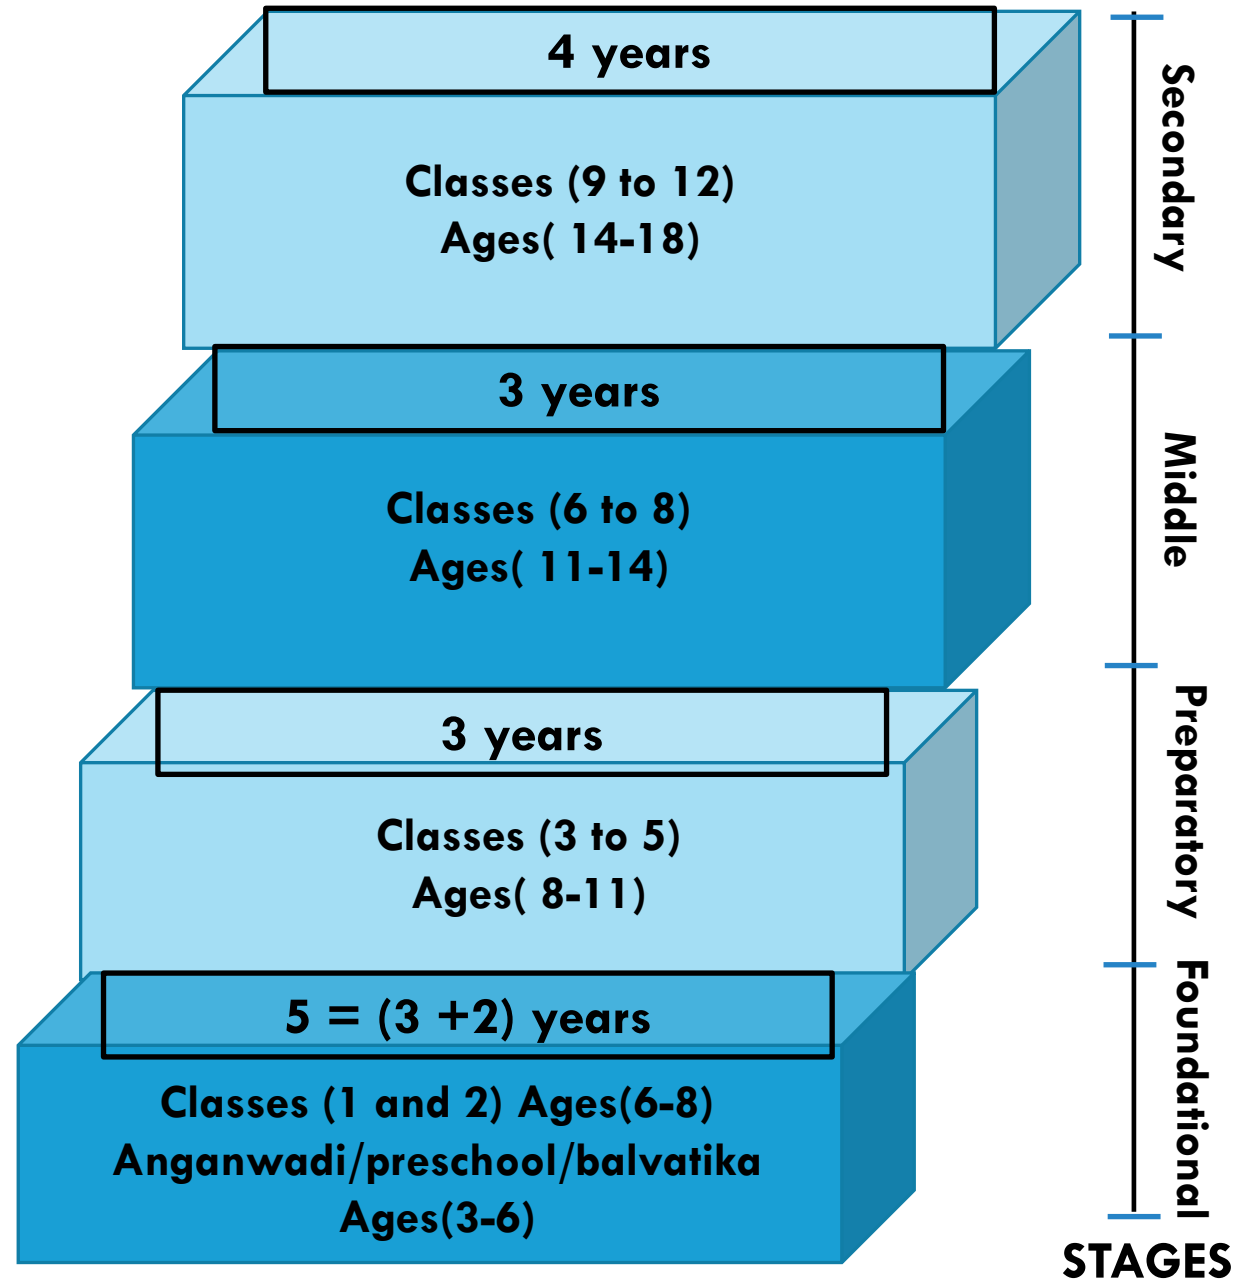 4 years
Classes (9 to 12)
Ages( 14-18)
Secondary
3 years
Classes (6 to 8)
Ages( 11-14)
Middle
3 years
Classes (3 to 5)
Ages( 8-11)
Preparatory
5 = (3 +2) years
Classes (1 and 2) Ages(6-8)
Anganwadi/preschool/balvatika
Ages(3-6)
Foundational
STAGES